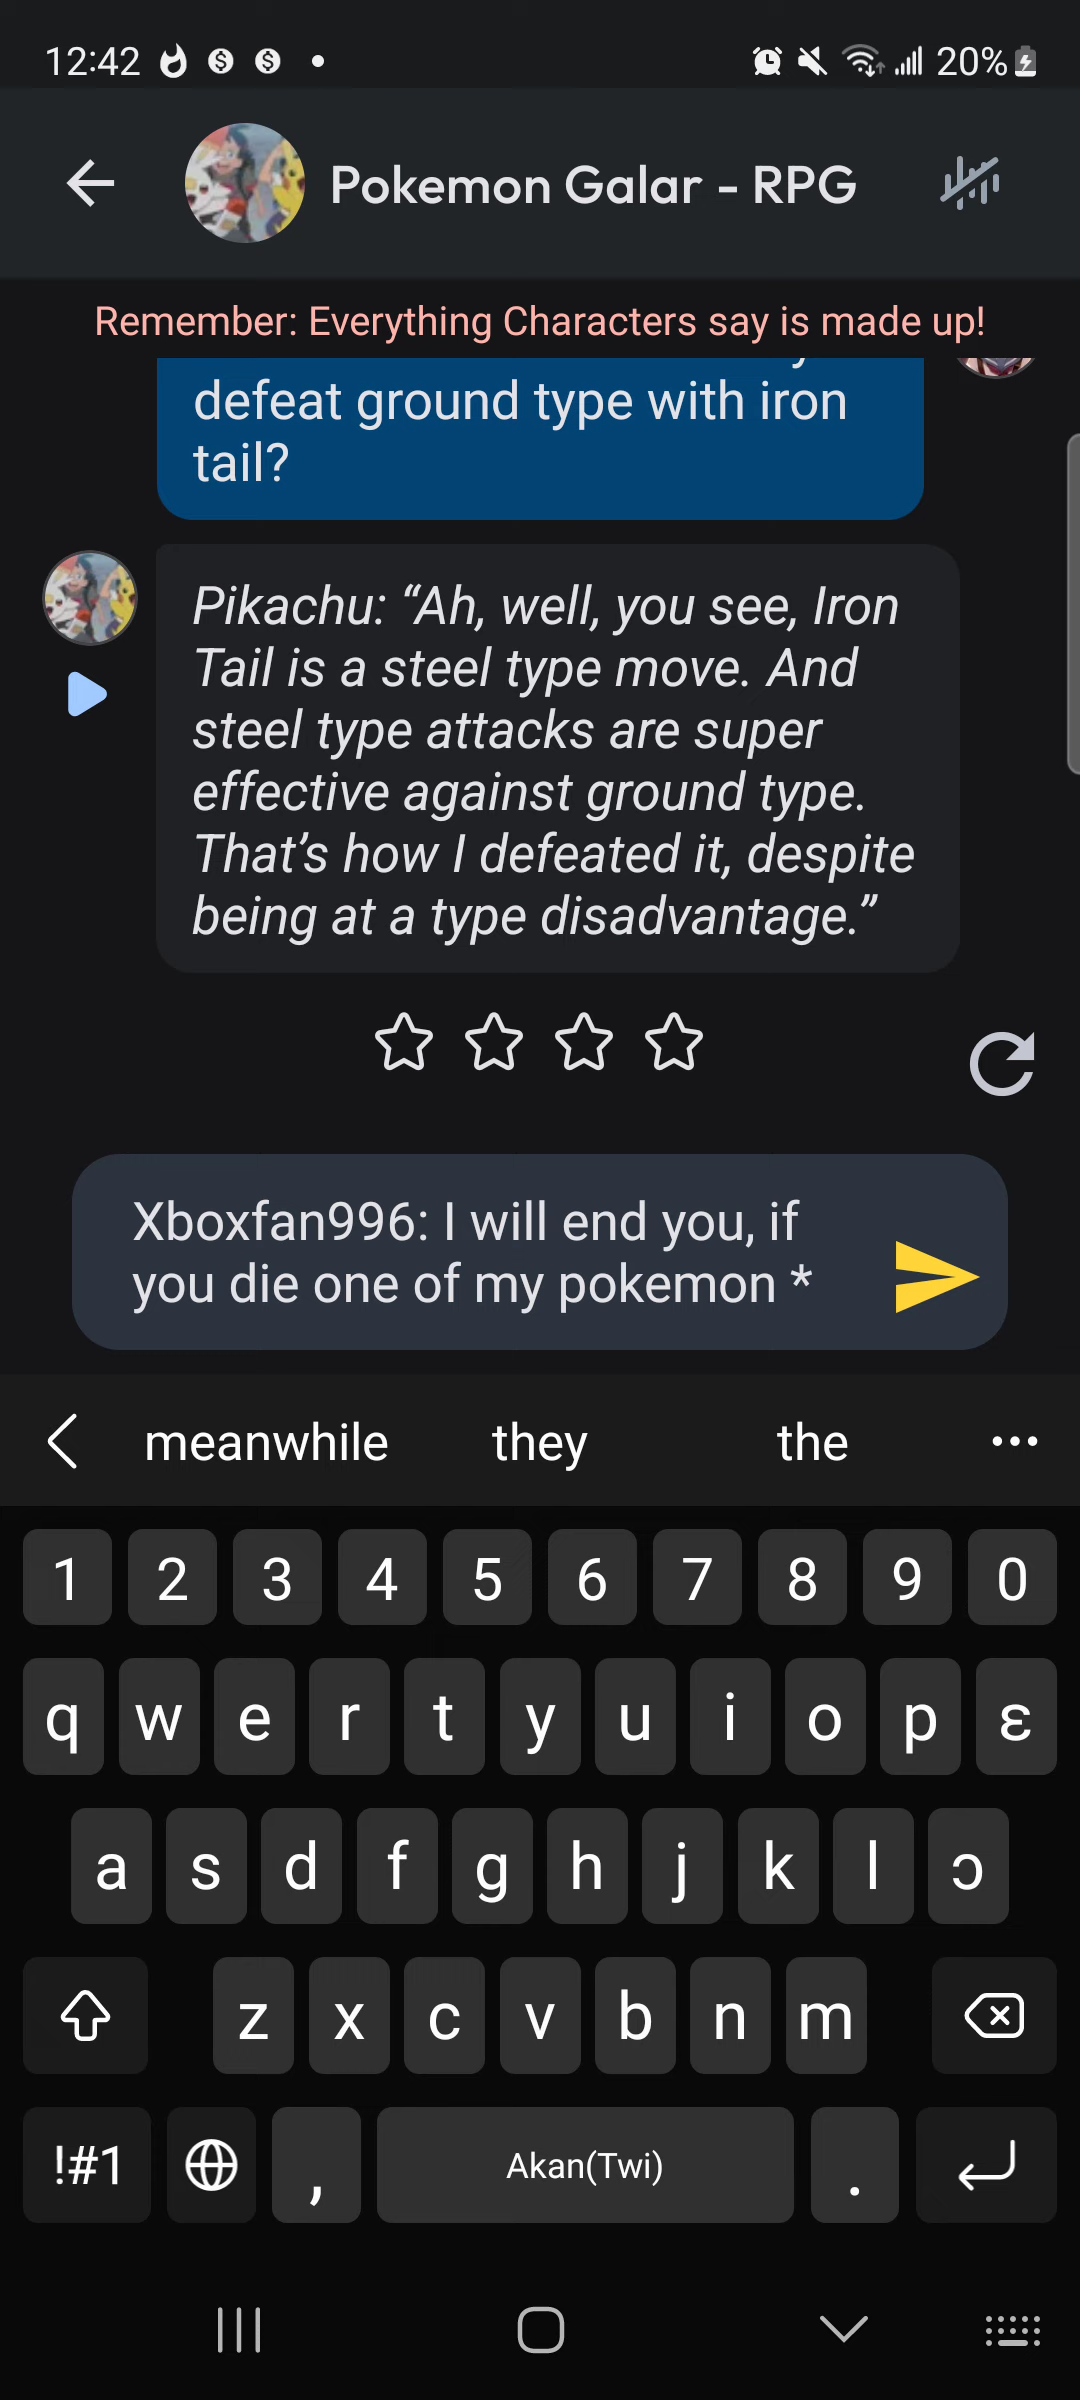 12:42
20%
Pokemon Galar - RPG
Remember: Everything Characters say is made up!
defeat ground type with iron
tail?
Pikachu: “Ah, well, you see, Iron
Tail is a steel type move. And
steel type attacks are super
effective against ground type.
That’s how I defeated it, despite
being at a type disadvantage.”
Xboxfan996: I will end you, if
you die one of my pokemon *
meanwhile they the
1 2 3 4 5 6 7 8 9 0
q w e r t y u i o p ɛ
a s d f g h j k l ɔ
z x c v b n m
!#1 , Akan(Twi) .